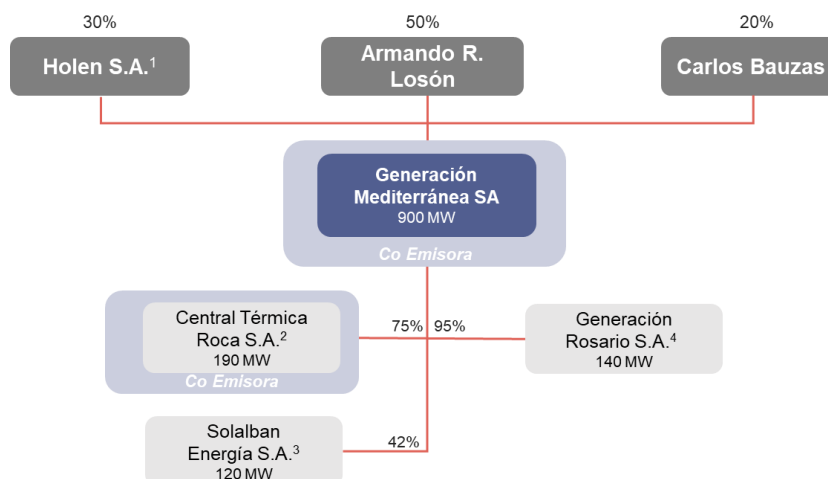 30%
50%
20%
Holen S.A.¹
Armando R.
Losón
Carlos Bauzas
Generación
Mediterránea SA
900 MW
Co Emisora
Central Térmica
Roca S.A.²
190 MW
Co Emisora
75%
95%
Generación
Rosario S.A.⁴
140 MW
Solalban
Energía S.A.³
120 MW
42%